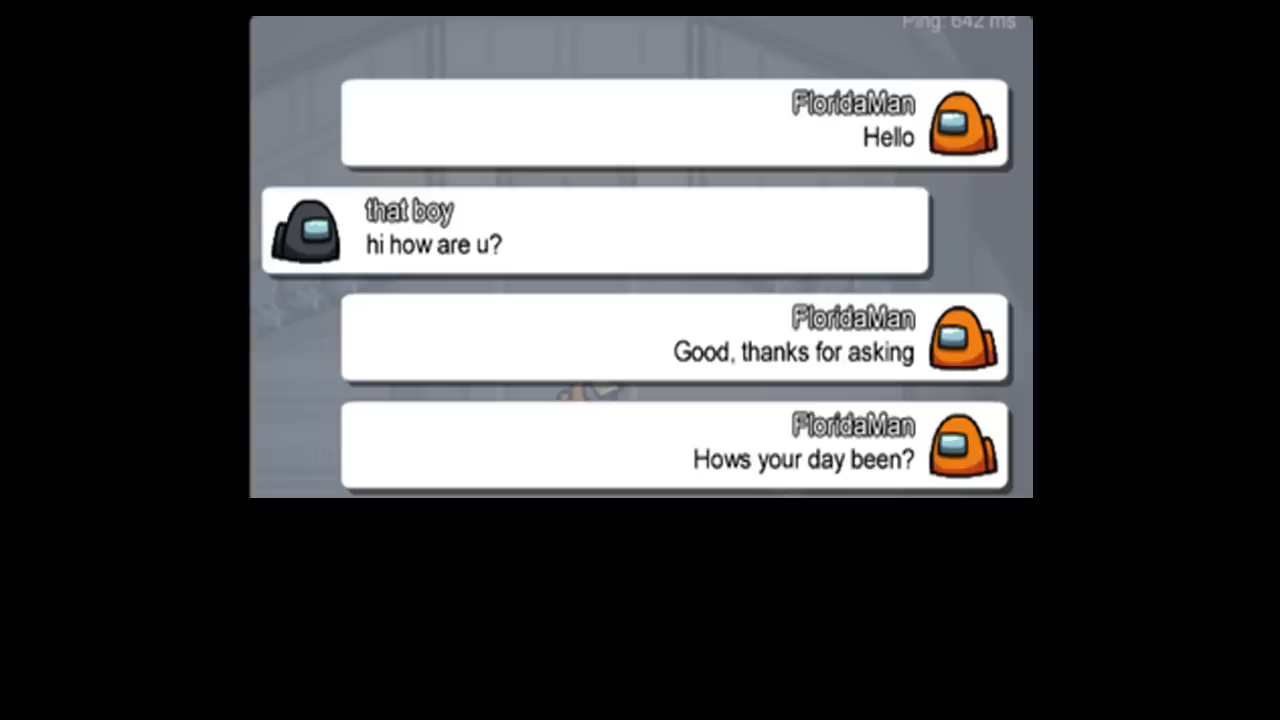 Ping: 642 ms
FloridaMan
Hello
that boy
hi how are u?
FloridaMan
Good, thanks for asking
FloridaMan
Hows your day been?